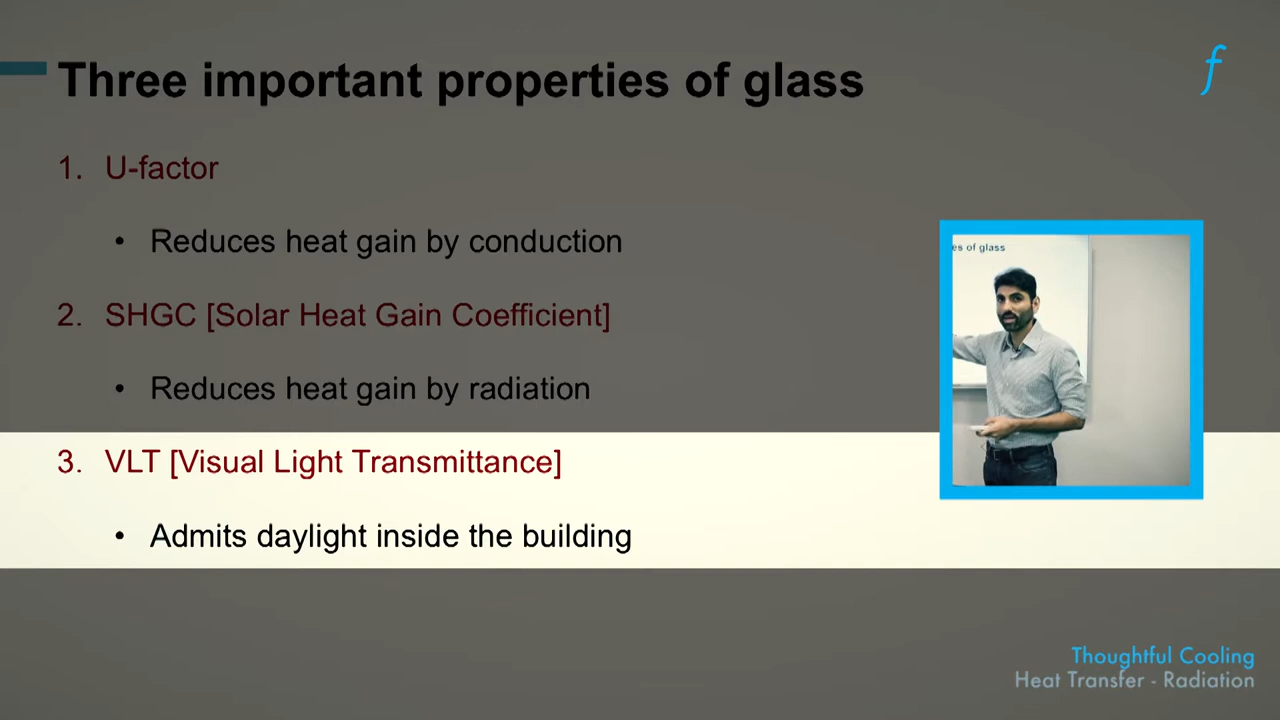 Three important properties of glass
f
1. U-factor
• Reduces heat gain by conduction
2. SHGC [Solar Heat Gain Coefficient]
• Reduces heat gain by radiation
es of glass
3. VLT [Visual Light Transmittance]
• Admits daylight inside the building
Thoughtful Cooling
Heat Transfer - Radiation